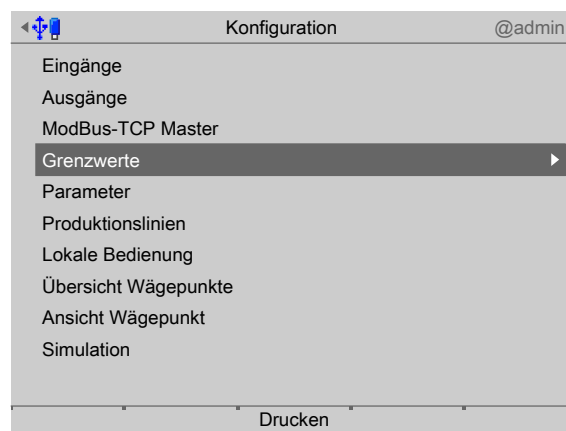 Konfiguration @admin
Eingänge
Ausgänge
ModBus-TCP Master
Grenzwerte
Parameter
Produktionslinien
Lokale Bedienung
Übersicht Wägepunkte
Ansicht Wägepunkt
Simulation
Drucken